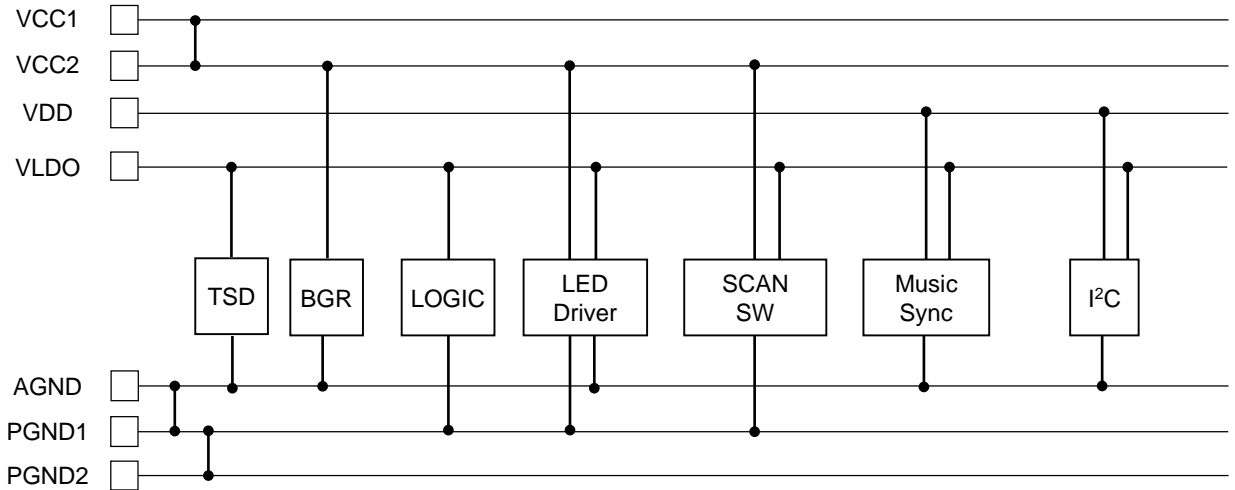 VCC1
VCC2
VDD
VLDO
TSD
BGR
LOGIC
LED
Driver
SCAN
SW
Music
Sync
I²C
AGND
PGND1
PGND2